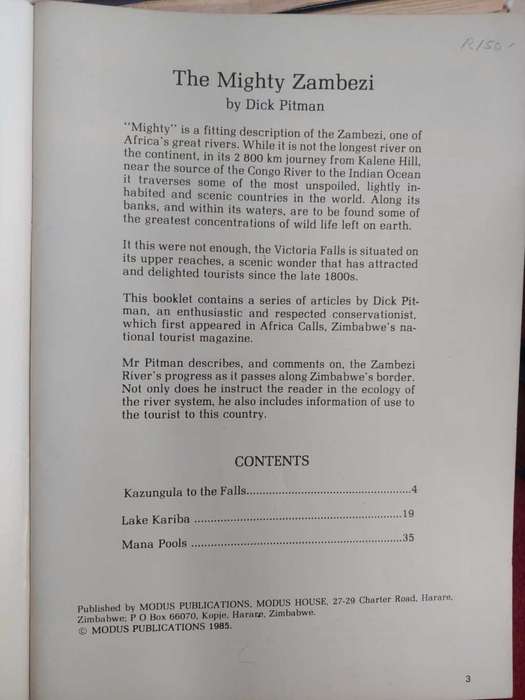 R150-
The Mighty Zambezi
by Dick Pitman
"Mighty" is a fitting description of the Zambezi, one of
Africa's great rivers. While it is not the longest river on
the continent, in its 2 800 km journey from Kalene Hill,
near the source of the Congo River to the Indian Ocean
it traverses some of the most unspoiled, lightly in-
habited and scenic countries in the world. Along its
banks, and within its waters, are to be found some of
the greatest concentrations of wild life left on earth.
It this were not enough, the Victoria Falls is situated on
its upper reaches, a scenic wonder that has attracted
and delighted tourists since the late 1800s.
This booklet contains a series of articles by Dick Pit-
man, an enthusiastic and respected conservationist,
which first appeared in Africa Calls, Zimbabwe's na-
tional tourist magazine.
Mr Pitman describes, and comments on, the Zambezi
River's progress as it passes along Zimbabwe's border.
Not only does he instruct the reader in the ecology of
the river system, he also includes information of use to
the tourist to this country.
CONTENTS
Kazungula to the Falls..................................................4
Lake Kariba ...............................................................19
Mana Pools ................................................................35
Published by MODUS PUBLICATIONS, MODUS HOUSE, 27-29 Charter Road, Harare,
Zimbabwe; P O Box 66070, Kopje, Harare, Zimbabwe.
© MODUS PUBLICATIONS 1985.
3